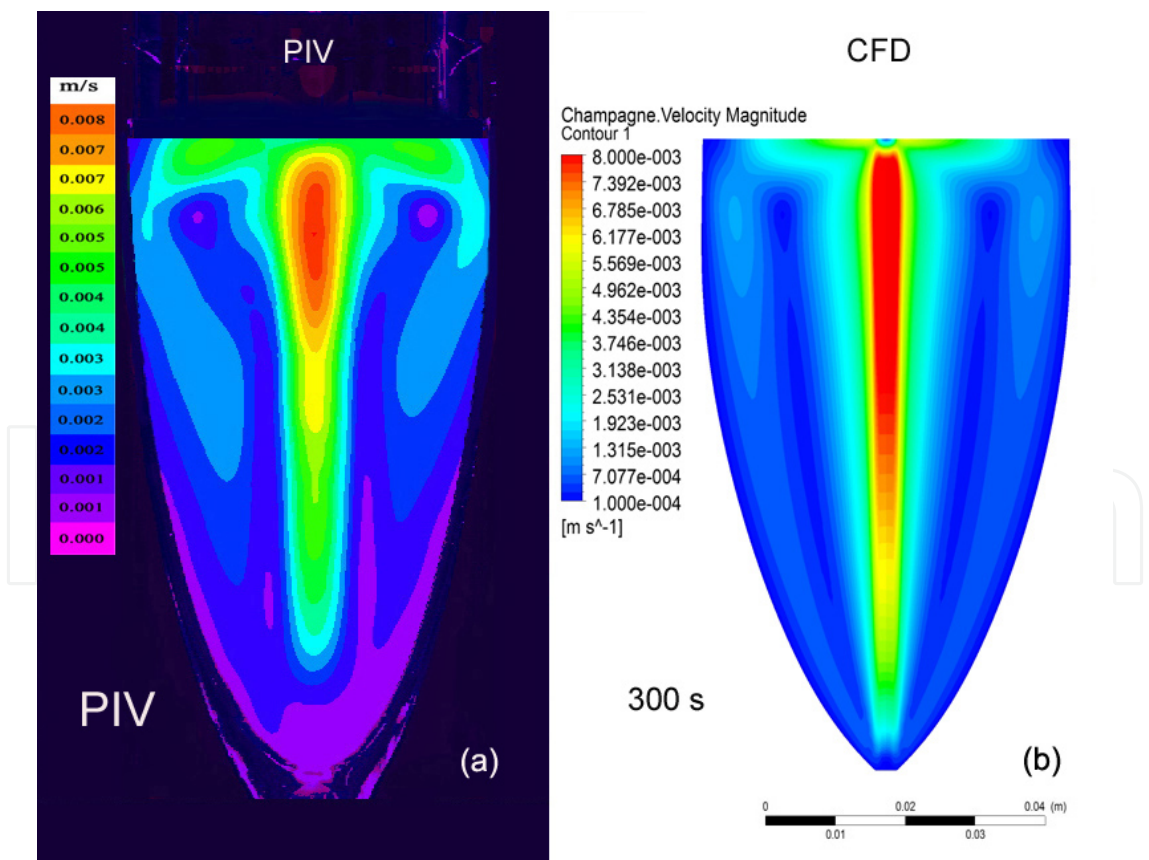 PIV
m/s
0.008
0.007
0.007
0.006
0.005
0.005
0.004
0.004
0.003
0.003
0.002
0.002
0.001
0.001
0.000
PIV
(a)
CFD
Champagne.Velocity Magnitude
Contour 1
8.000e-003
7.392e-003
6.785e-003
6.177e-003
5.569e-003
4.962e-003
4.354e-003
3.746e-003
3.138e-003
2.531e-003
1.923e-003
1.315e-003
7.077e-004
1.000e-004
[m s^-1]
300 s
(b)
0 0.02 0.04 (m)
0.01 0.03